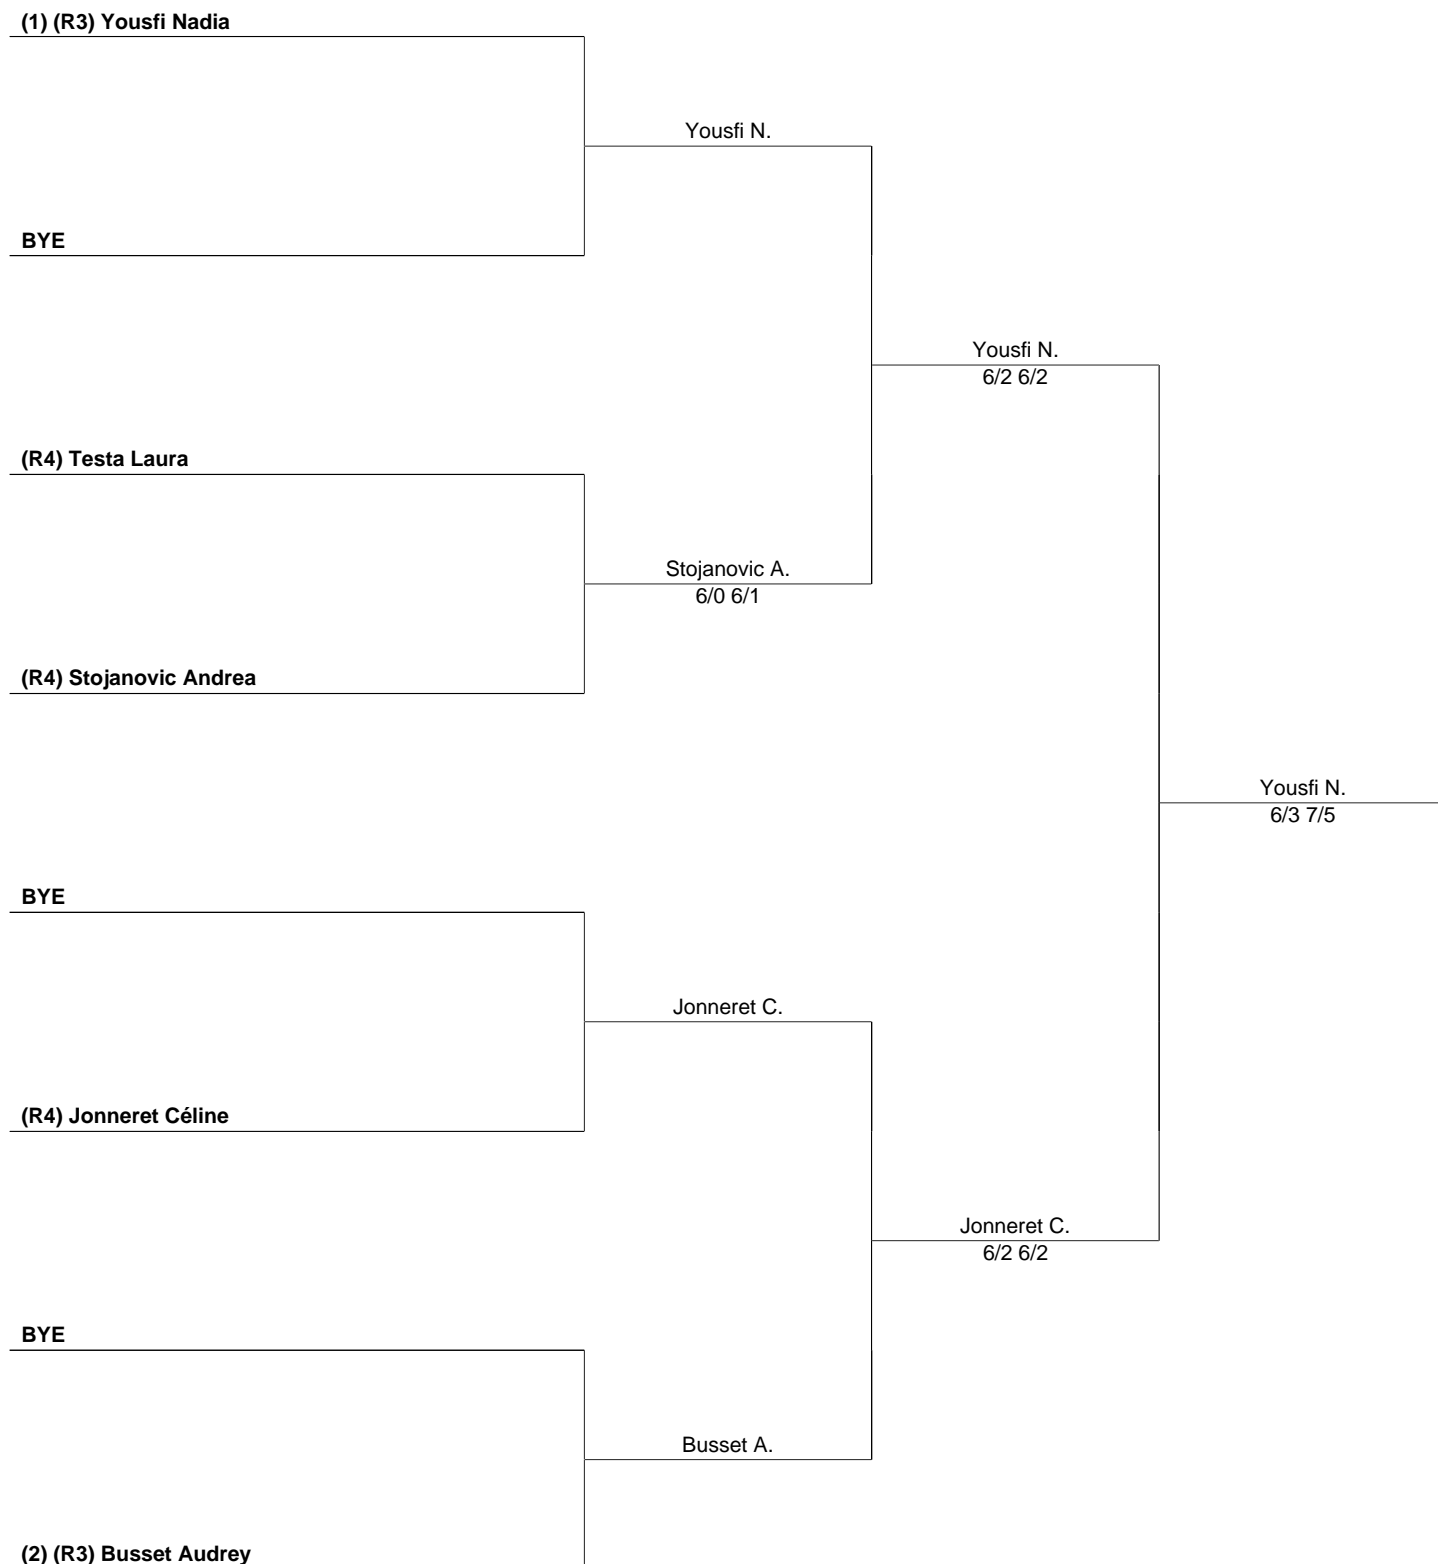 (1) (R3) Yousfi Nadia
Yousfi N.
BYE
Yousfi N.
6/2 6/2
(R4) Testa Laura
Stojanovic A.
6/0 6/1
(R4) Stojanovic Andrea
Yousfi N.
6/3 7/5
BYE
Jonneret C.
(R4) Jonneret Céline
Jonneret C.
6/2 6/2
BYE
Busset A.
(2) (R3) Busset Audrey